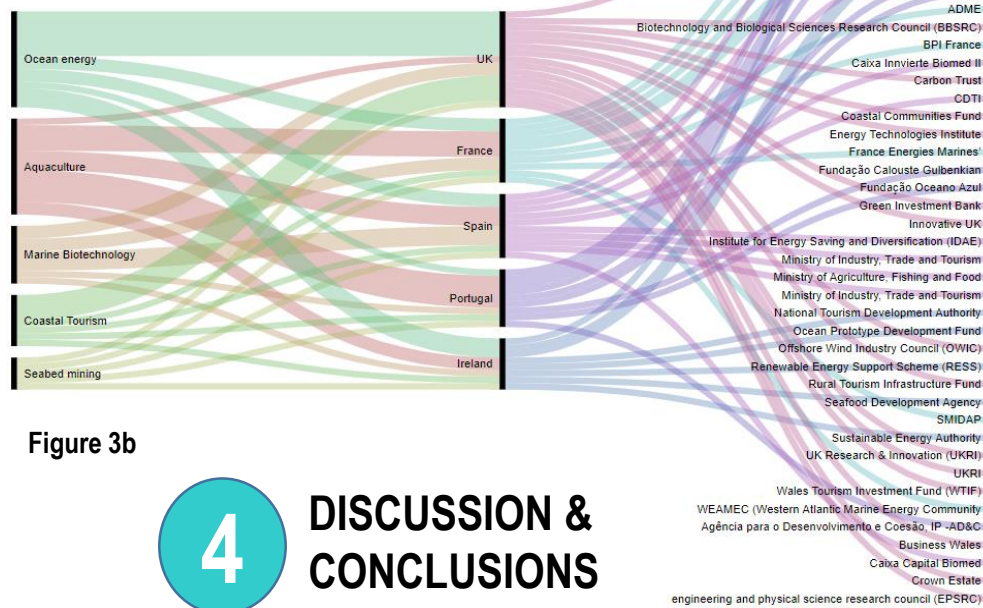 Ocean energy
Aquaculture
Marine Biotechnology
Coastal Tourism
Seabed mining
UK
France
Spain
Portugal
Ireland
ADME
Biotechnology and Biological Sciences Research Council (BBSRC)
BPI France
Caixa Innvierte Biomed II
Carbon Trust
CDTI
Coastal Communities Fund
Energy Technologies Institute
France Energies Marines'
Fundação Calouste Gulbenkian
Fundação Oceano Azul
Green Investment Bank
Innovative UK
Institute for Energy Saving and Diversification (IDAE)
Ministry of Industry, Trade and Tourism
Ministry of Agriculture, Fishing and Food
Ministry of Industry, Trade and Tourism
National Tourism Development Authority
Ocean Prototype Development Fund
Offshore Wind Industry Council (OWIC)
Renewable Energy Support Scheme (RESS)
Rural Tourism Infrastructure Fund
Seafood Development Agency
SMIDAP
Sustainable Energy Authority
UK Research & Innovation (UKRI)
UKRI
Wales Tourism Investment Fund (WTIF)
WEAMEC (Western Atlantic Marine Energy Community
Agência para o Desenvolvimento e Coesão, IP -AD&C
Business Wales
Caixa Capital Biomed
Crown Estate
engineering and physical science research council (EPSRC)
Figure 3b
4
DISCUSSION &
CONCLUSIONS